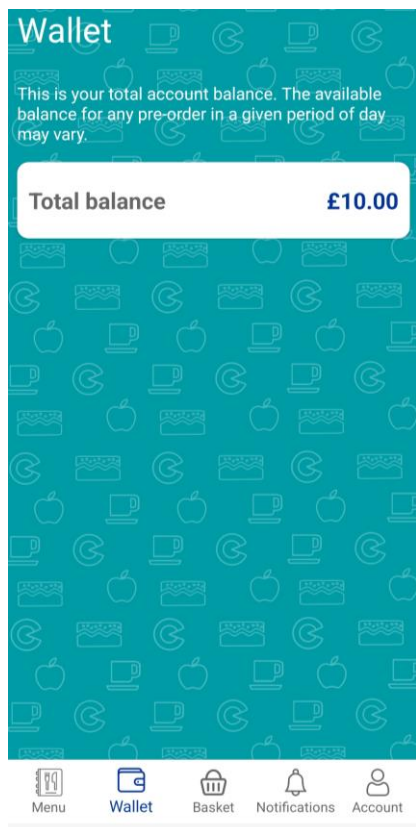 Wallet
This is your total account balance. The available
balance for any pre-order in a given period of day
may vary.
Total balance £10.00
Menu Wallet Basket Notifications Account